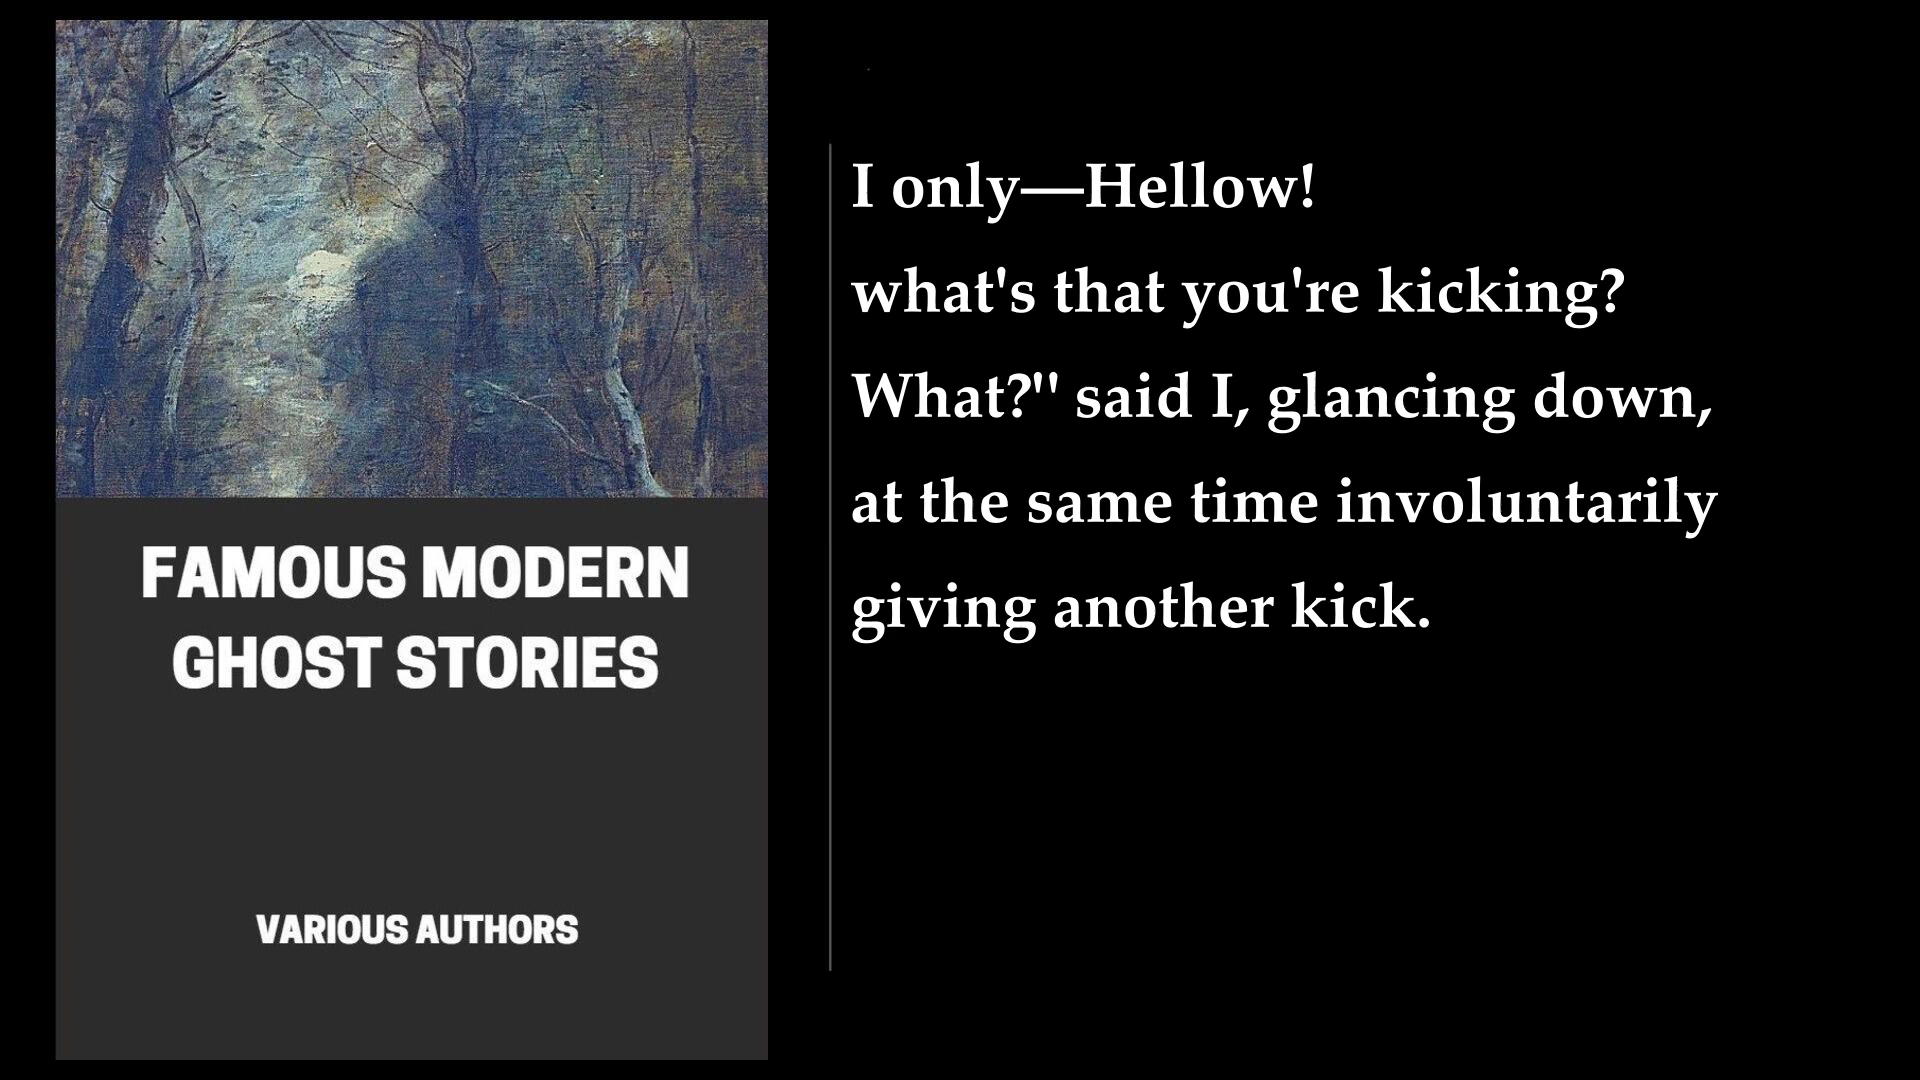 FAMOUS MODERN
GHOST STORIES
VARIOUS AUTHORS
I only—Hellow!
what's that you're kicking?
What?" said I, glancing down,
at the same time involuntarily
giving another kick.